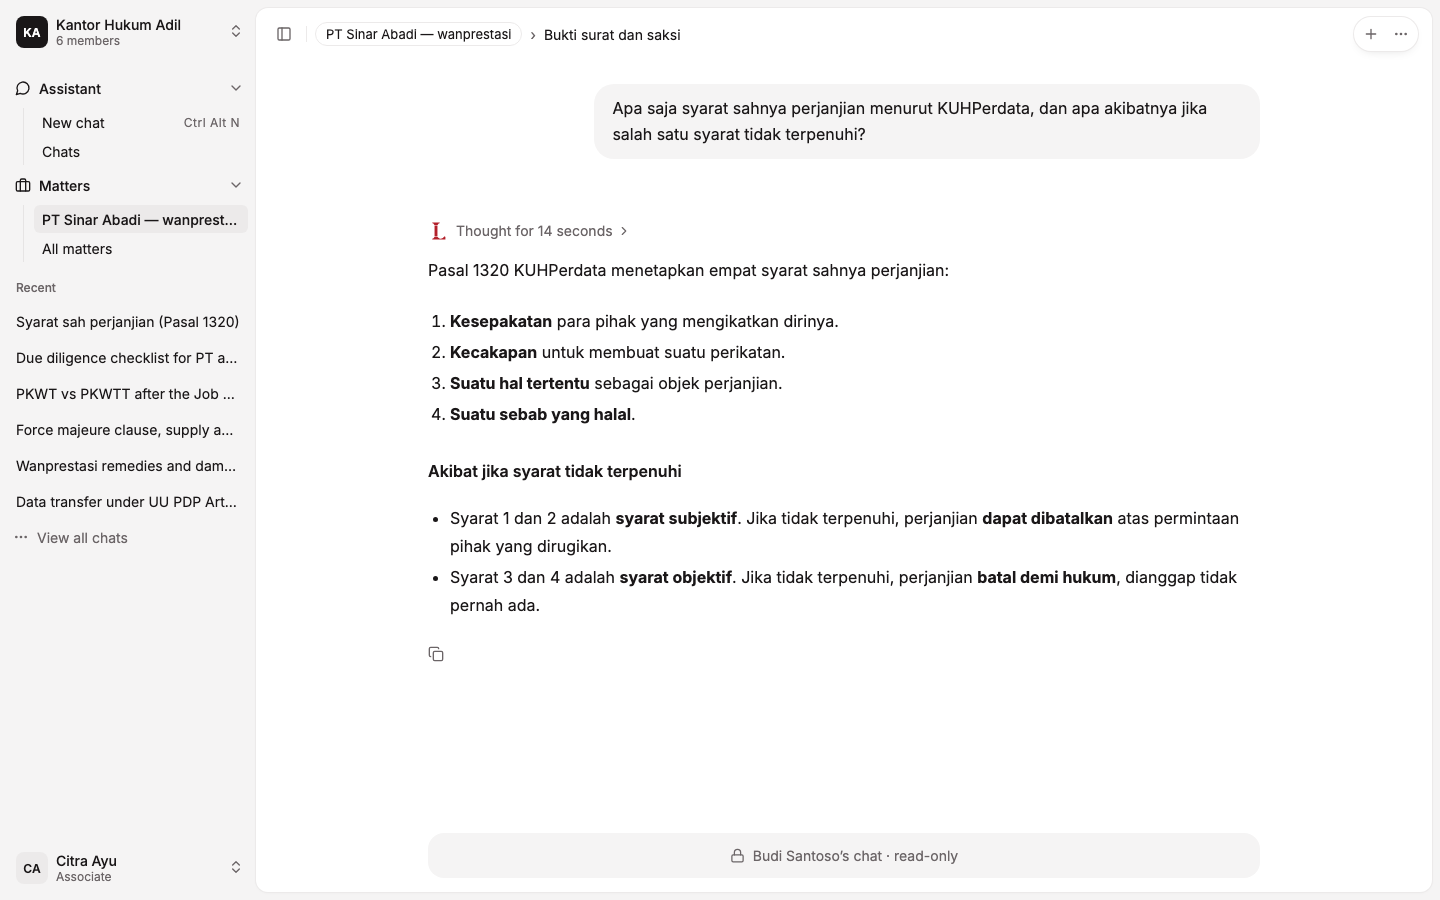 KA
Kantor Hukum Adil
6 members
Assistant
New chat
Ctrl Alt N
Chats
Matters
PT Sinar Abadi — wanprest...
All matters
Recent
Syarat sah perjanjian (Pasal 1320)
Due diligence checklist for PT a...
PKWT vs PKWTT after the Job ...
Force majeure clause, supply a...
Wanprestasi remedies and dam...
Data transfer under UU PDP Art...
View all chats
CA
Citra Ayu
Associate
PT Sinar Abadi — wanprestasi › Bukti surat dan saksi
Apa saja syarat sahnya perjanjian menurut KUHPerdata, dan apa akibatnya jika
salah satu syarat tidak terpenuhi?
L
Thought for 14 seconds
Pasal 1320 KUHPerdata menetapkan empat syarat sahnya perjanjian:
1. Kesepakatan para pihak yang mengikatkan dirinya.
2. Kecakapan untuk membuat suatu perikatan.
3. Suatu hal tertentu sebagai objek perjanjian.
4. Suatu sebab yang halal.
Akibat jika syarat tidak terpenuhi
• Syarat 1 dan 2 adalah syarat subjektif. Jika tidak terpenuhi, perjanjian dapat dibatalkan atas permintaan
pihak yang dirugikan.
• Syarat 3 dan 4 adalah syarat objektif. Jika tidak terpenuhi, perjanjian batal demi hukum, dianggap tidak
pernah ada.
Budi Santoso’s chat · read-only